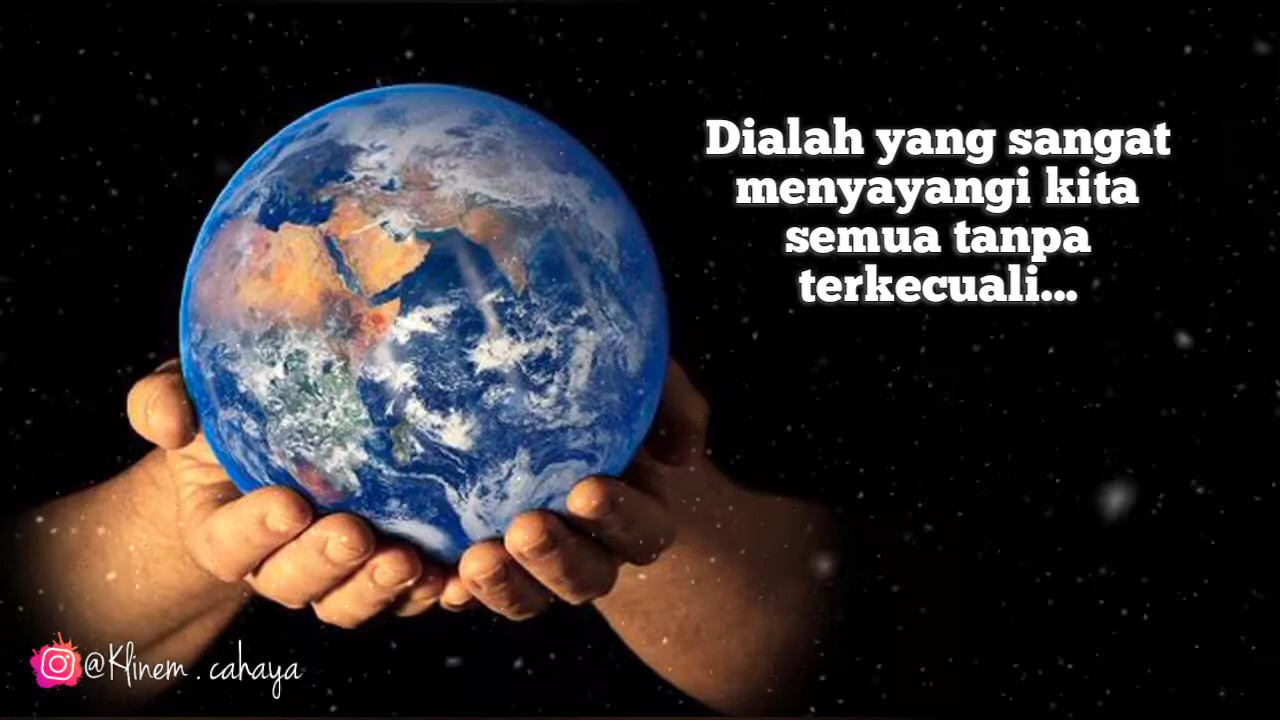 Dialah yang sangat
menyayangi kita
semua tanpa
terkecuali...
@Klinem.cahaya